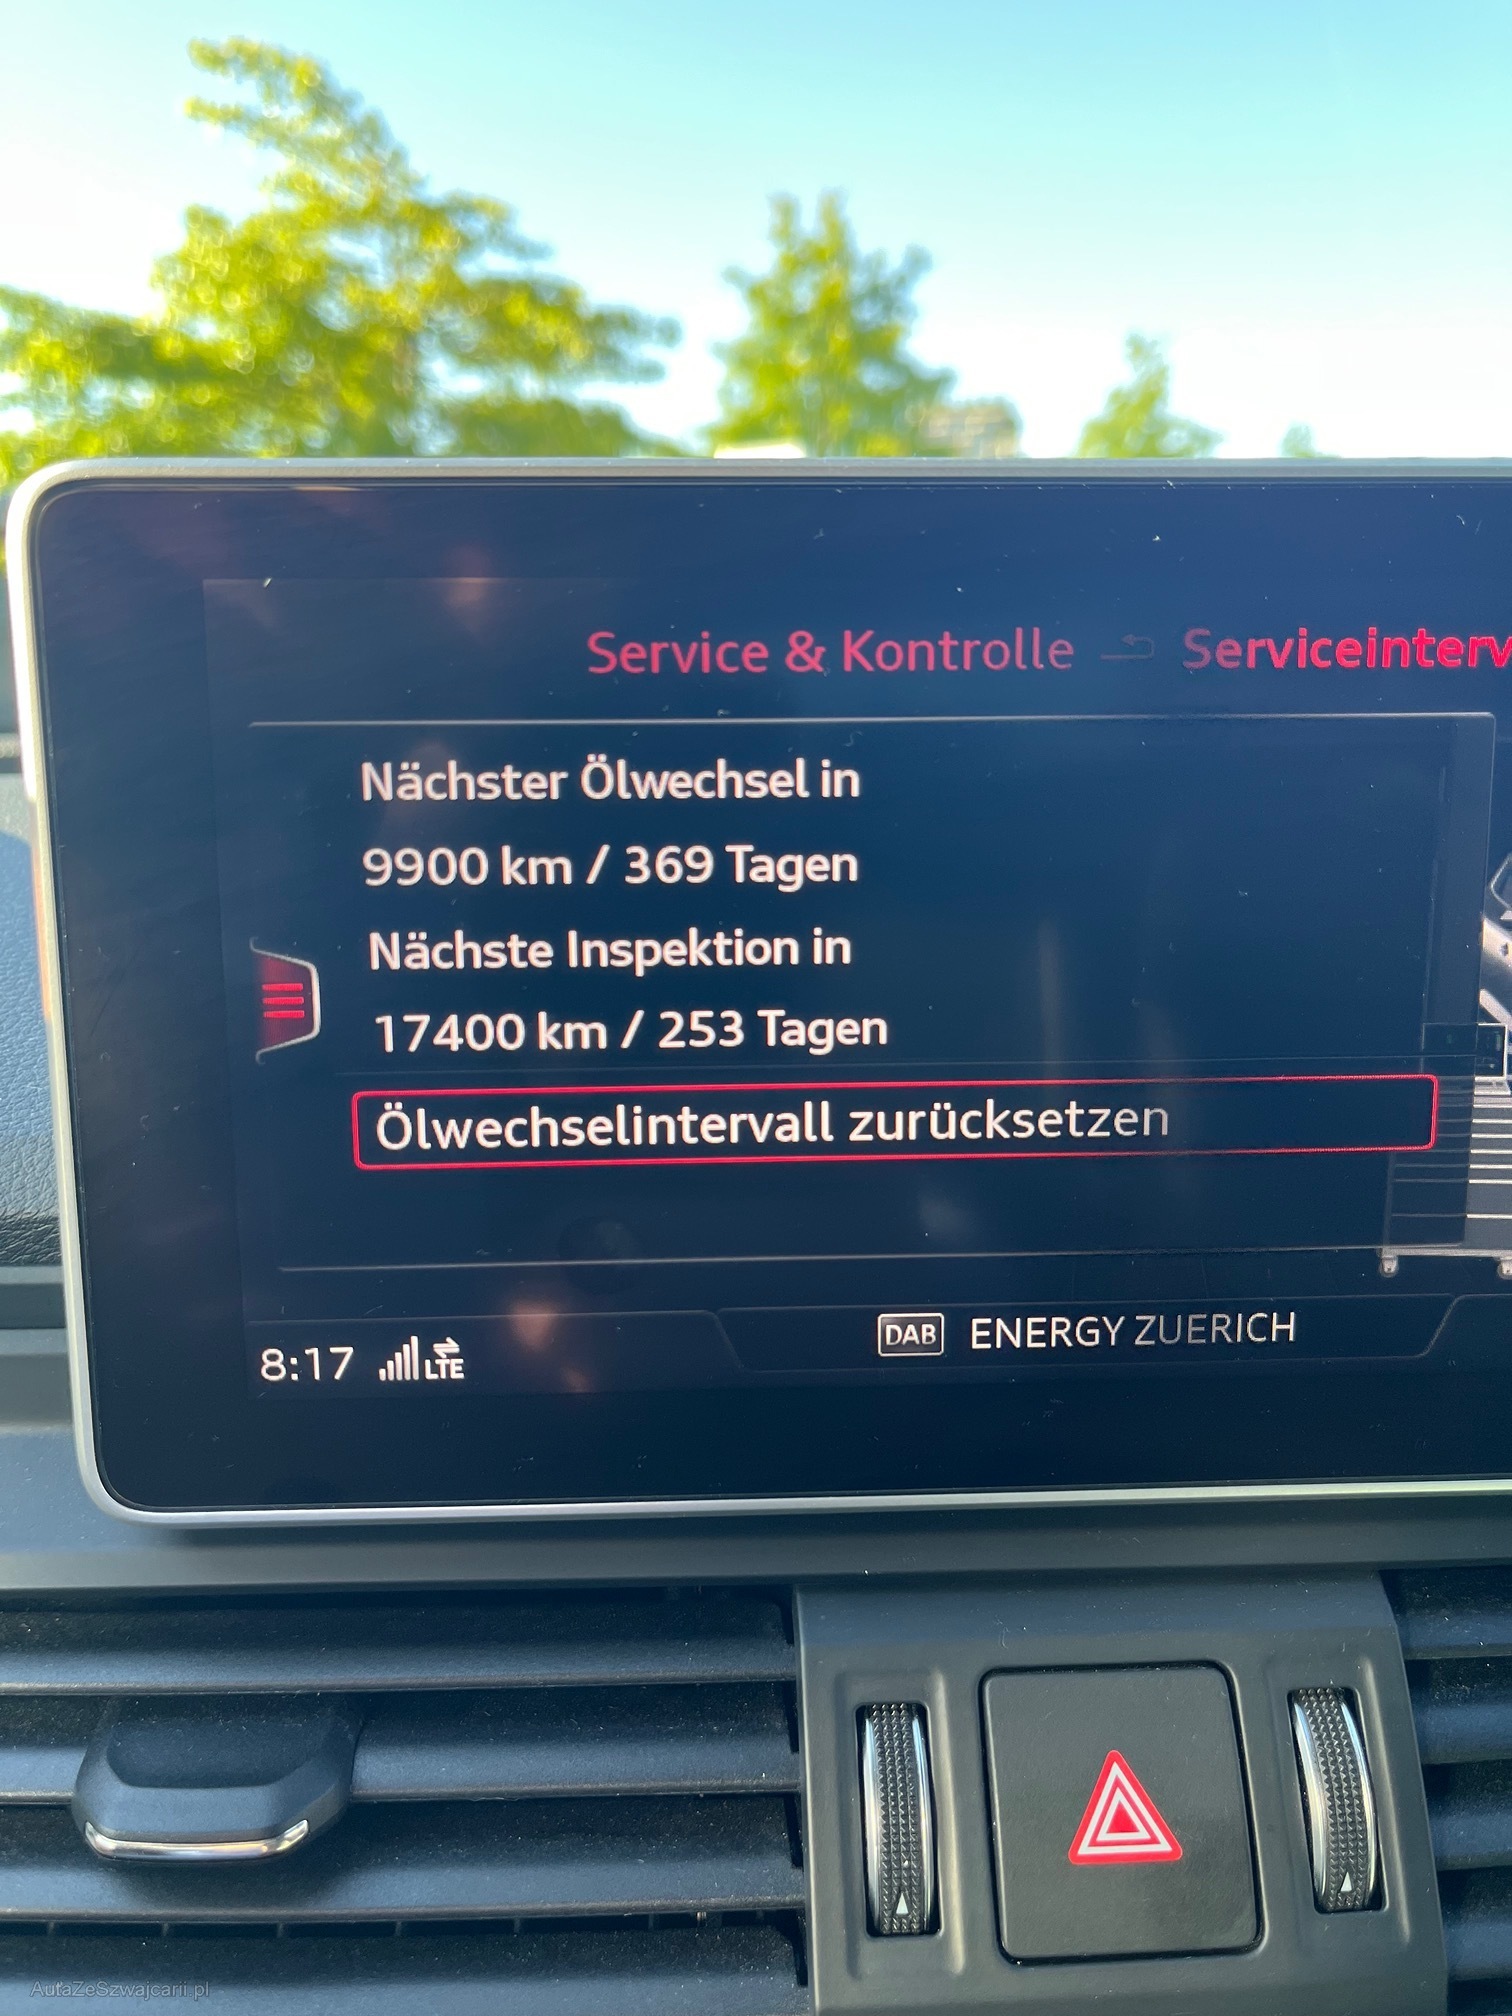 Service & Kontrolle Serviceinterv
Nächster Ölwechsel in
9900 km / 369 Tagen
Nächste Inspektion in
17400 km / 253 Tagen
Ölwechselintervall zurücksetzen
8:17 LTE DAB ENERGY ZUERICH
AutaZeSzwajcarii.pl